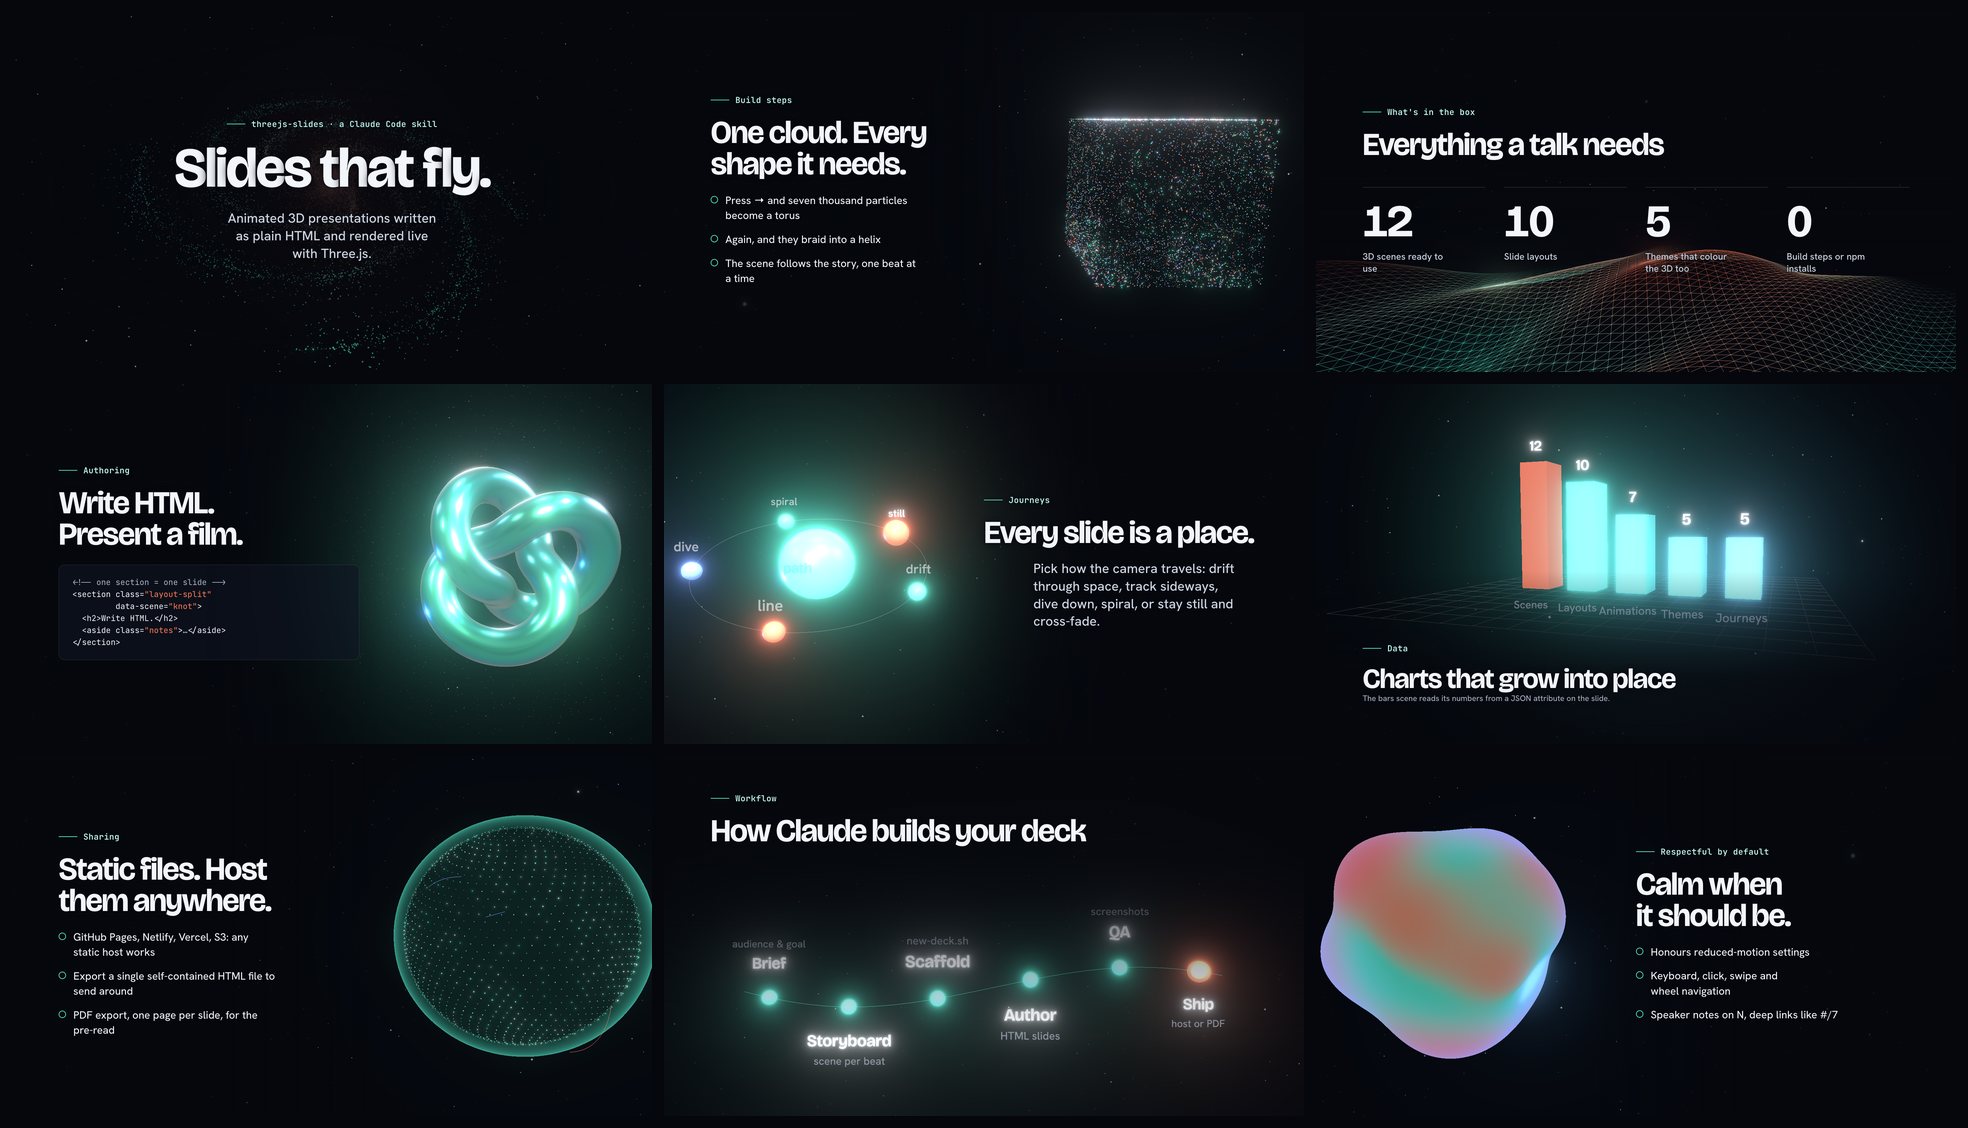 threejs-slides · a Claude Code skill
Slides that fly.
Animated 3D presentations written
as plain HTML and rendered live
with Three.js.
Build steps
One cloud. Every
shape it needs.
Press → and seven thousand particles
become a torus
Again, and they braid into a helix
The scene follows the story, one beat at
a time
What's in the box
Everything a talk needs
12
3D scenes ready to
use
10
Slide layouts
5
Themes that colour
the 3D too
0
Build steps or npm
installs
Authoring
Write HTML.
Present a film.
<!-- one section = one slide -->
<section class="layout-split"
data-scene="knot">
<h2>Write HTML.</h2>
<aside class="notes">…</aside>
</section>
spiral
still
dive
path
drift
line
Journeys
Every slide is a place.
Pick how the camera travels: drift
through space, track sideways,
dive down, spiral, or stay still and
cross-fade.
12
10
7
5
5
Scenes
Layouts
Animations
Themes
Journeys
Data
Charts that grow into place
The bars scene reads its numbers from a JSON attribute on the slide.
Sharing
Static files. Host
them anywhere.
GitHub Pages, Netlify, Vercel, S3: any
static host works
Export a single self-contained HTML file to
send around
PDF export, one page per slide, for the
pre-read
Workflow
How Claude builds your deck
audience & goal
Brief
Storyboard
scene per beat
new-deck.sh
Scaffold
Author
HTML slides
screenshots
QA
Ship
host or PDF
Respectful by default
Calm when
it should be.
Honours reduced-motion settings
Keyboard, click, swipe and
wheel navigation
Speaker notes on N, deep links like #/7